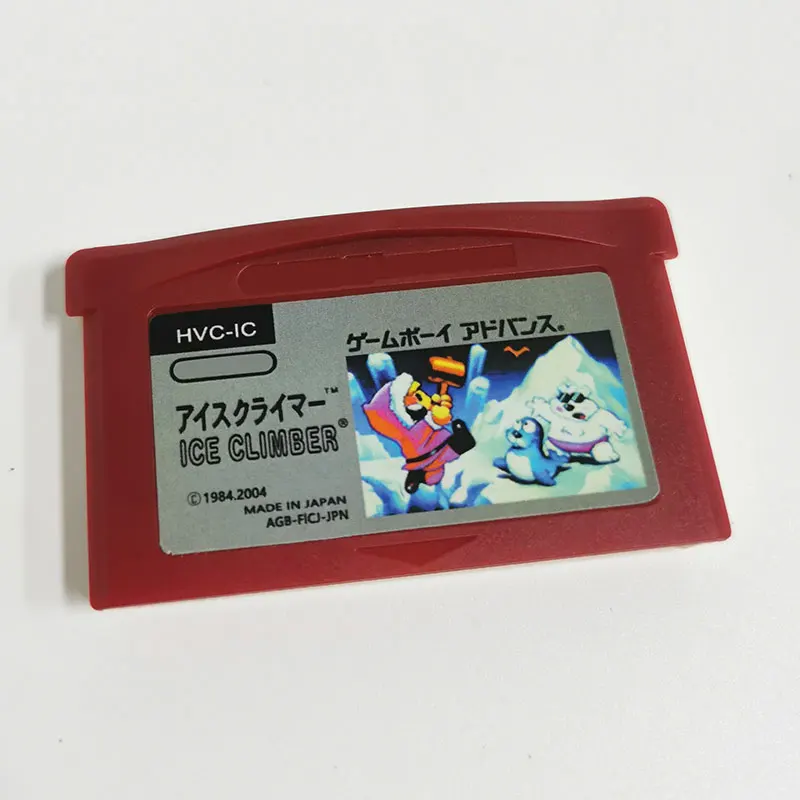 HVC-IC
ゲームボーイ アドバンス®
アイスクライマー™
ICE CLIMBER®
©1984.2004
MADE IN JAPAN
AGB-FICJ-JPN